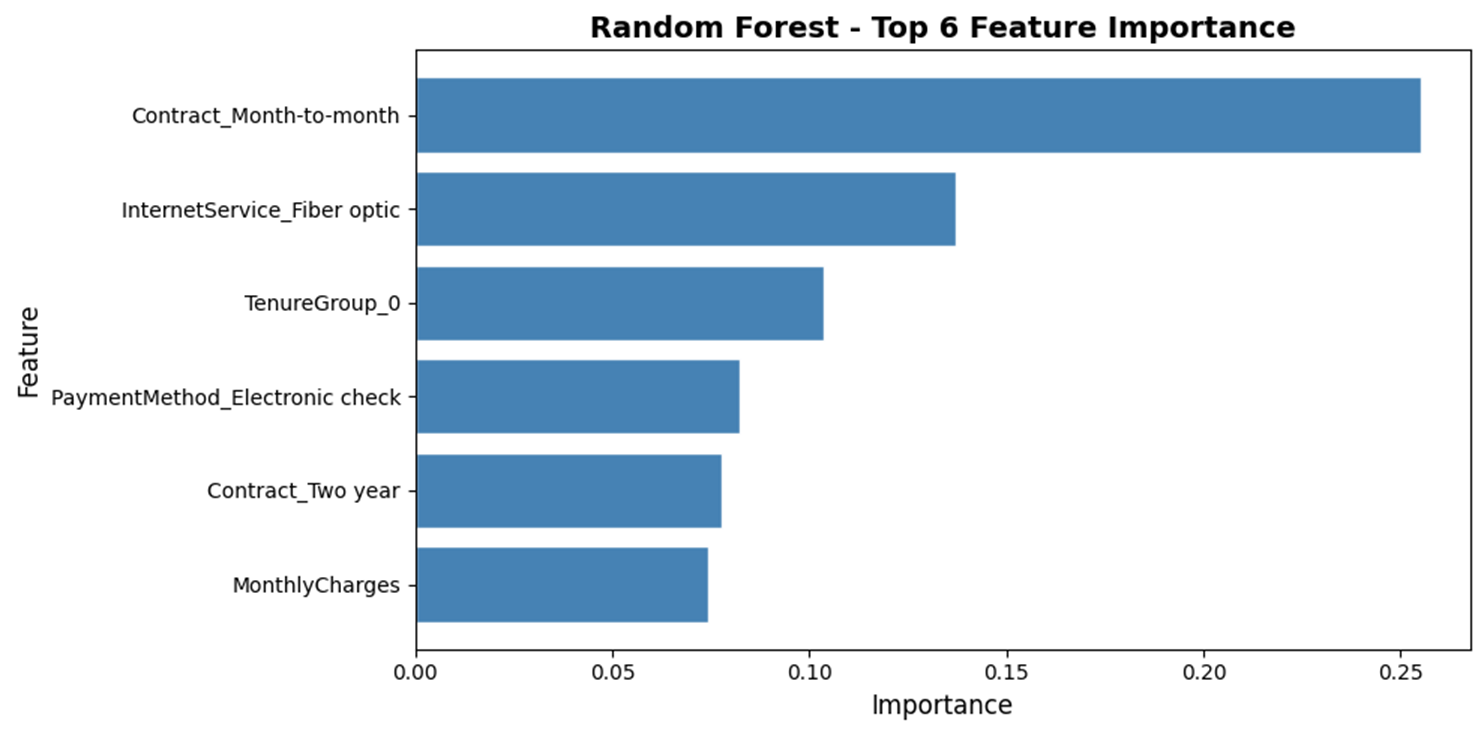 Random Forest - Top 6 Feature Importance
Feature
Contract_Month-to-month
InternetService_Fiber optic
TenureGroup_0
PaymentMethod_Electronic check
Contract_Two year
MonthlyCharges
0.00 0.05 0.10 0.15 0.20 0.25
Importance